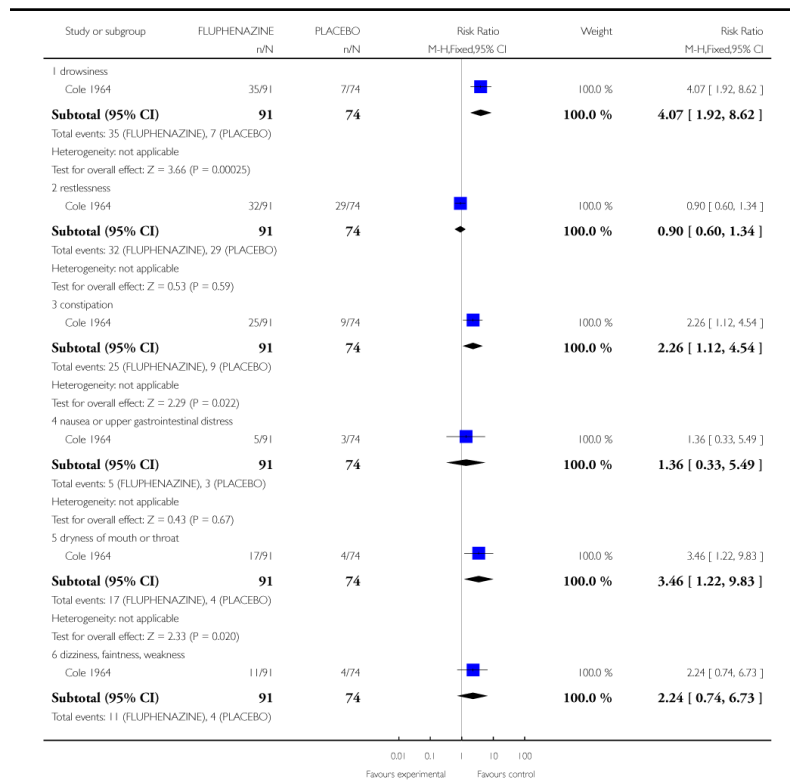 Study or subgroup FLUPHENAZINE PLACEBO Risk Ratio Weight Risk Ratio
n/N n/N M-H,Fixed,95% CI M-H,Fixed,95% CI
1 drowsiness
Cole 1964 35/91 7/74 100.0 % 4.07 [ 1.92, 8.62 ]
Subtotal (95% CI) 91 74 100.0 % 4.07 [ 1.92, 8.62 ]
Total events: 35 (FLUPHENAZINE), 7 (PLACEBO)
Heterogeneity: not applicable
Test for overall effect: Z = 3.66 (P = 0.00025)
2 restlessness
Cole 1964 32/91 29/74 100.0 % 0.90 [ 0.60, 1.34 ]
Subtotal (95% CI) 91 74 100.0 % 0.90 [ 0.60, 1.34 ]
Total events: 32 (FLUPHENAZINE), 29 (PLACEBO)
Heterogeneity: not applicable
Test for overall effect: Z = 0.53 (P = 0.59)
3 constipation
Cole 1964 25/91 9/74 100.0 % 2.26 [ 1.12, 4.54 ]
Subtotal (95% CI) 91 74 100.0 % 2.26 [ 1.12, 4.54 ]
Total events: 25 (FLUPHENAZINE), 9 (PLACEBO)
Heterogeneity: not applicable
Test for overall effect: Z = 2.29 (P = 0.022)
4 nausea or upper gastrointestinal distress
Cole 1964 5/91 3/74 100.0 % 1.36 [ 0.33, 5.49 ]
Subtotal (95% CI) 91 74 100.0 % 1.36 [ 0.33, 5.49 ]
Total events: 5 (FLUPHENAZINE), 3 (PLACEBO)
Heterogeneity: not applicable
Test for overall effect: Z = 0.43 (P = 0.67)
5 dryness of mouth or throat
Cole 1964 17/91 4/74 100.0 % 3.46 [ 1.22, 9.83 ]
Subtotal (95% CI) 91 74 100.0 % 3.46 [ 1.22, 9.83 ]
Total events: 17 (FLUPHENAZINE), 4 (PLACEBO)
Heterogeneity: not applicable
Test for overall effect: Z = 2.33 (P = 0.020)
6 dizziness, faintness, weakness
Cole 1964 11/91 4/74 100.0 % 2.24 [ 0.74, 6.73 ]
Subtotal (95% CI) 91 74 100.0 % 2.24 [ 0.74, 6.73 ]
Total events: 11 (FLUPHENAZINE), 4 (PLACEBO)
0.01 0.1 1 10 100
Favours experimental Favours control